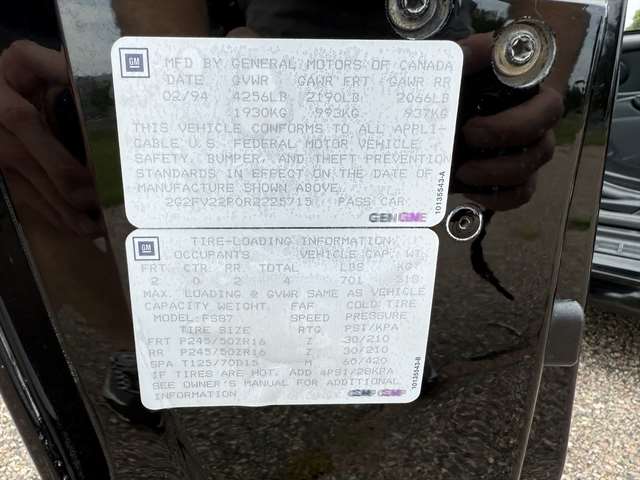 GM
MFD BY GENERAL MOTORS OF CANADA
DATE GVWR GAWR FRT GAWR RR
02/94 4256LB 2190LB 2066LB
1930KG 993KG 937KG
THIS VEHICLE CONFORMS TO ALL APPLI-
CABLE U.S. FEDERAL MOTOR VEHICLE
SAFETY, BUMPER, AND THEFT PREVENTION
STANDARDS IN EFFECT ON THE DATE OF
MANUFACTURE SHOWN ABOVE.
2G2FV22P0R2225715 PASS CAR
10135543-A
GM
TIRE-LOADING INFORMATION
OCCUPANTS VEHICLE CAP. WT.
FRT. CTR. RR. TOTAL LBS KG
2 0 2 4 701 318
MAX. LOADING @ GVWR SAME AS VEHICLE
CAPACITY WEIGHT. FAF COLD TIRE
MODEL:FS87 SPEED PRESSURE
TIRE SIZE RTG PSI/KPA
FRT P245/50ZR16 Z 30/210
RR P245/50ZR16 Z 30/210
SPA T125/70D15 60/420
IF TIRES ARE HOT, ADD 4PSI/28KPA
SEE OWNER'S MANUAL FOR ADDITIONAL
INFORMATION
10135543-B